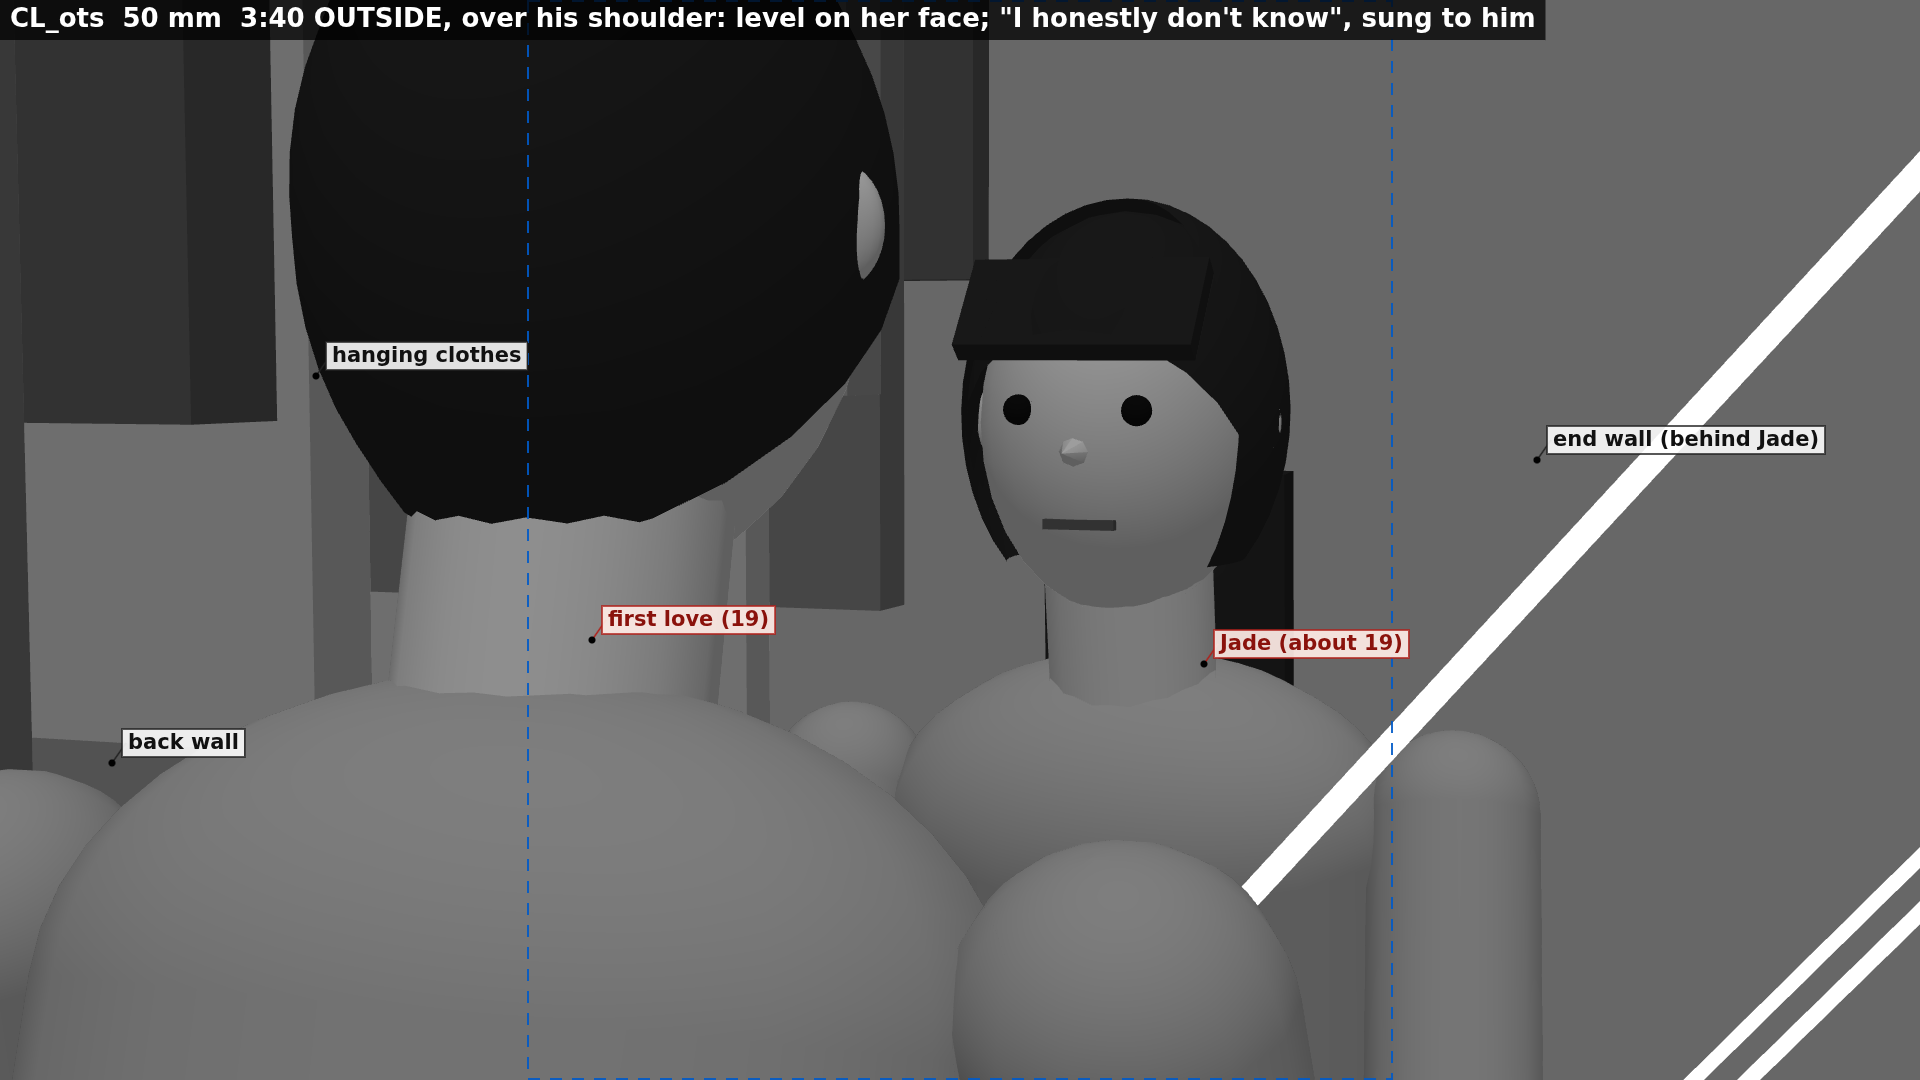 CL_ots  50 mm  3:40 OUTSIDE, over his shoulder: level on her face; "I honestly don't know", sung to him
hanging clothes
end wall (behind Jade)
first love (19)
Jade (about 19)
back wall